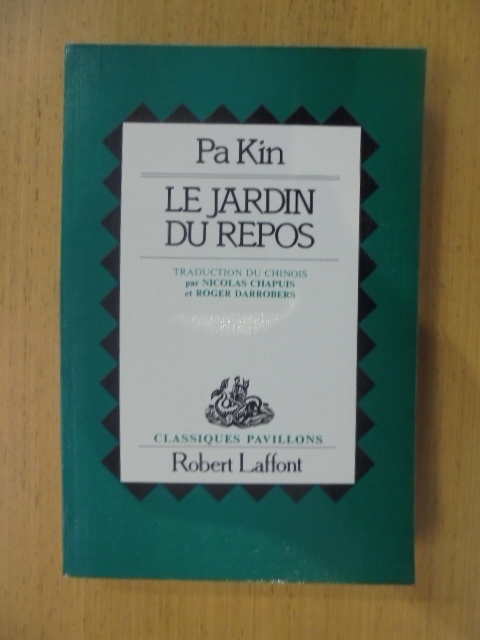 Pa Kin
LE JARDIN
DU REPOS
TRADUCTION DU CHINOIS
par NICOLAS CHAPUIS
et ROGER DARROBERS
CLASSIQUES PAVILLONS
Robert Laffont